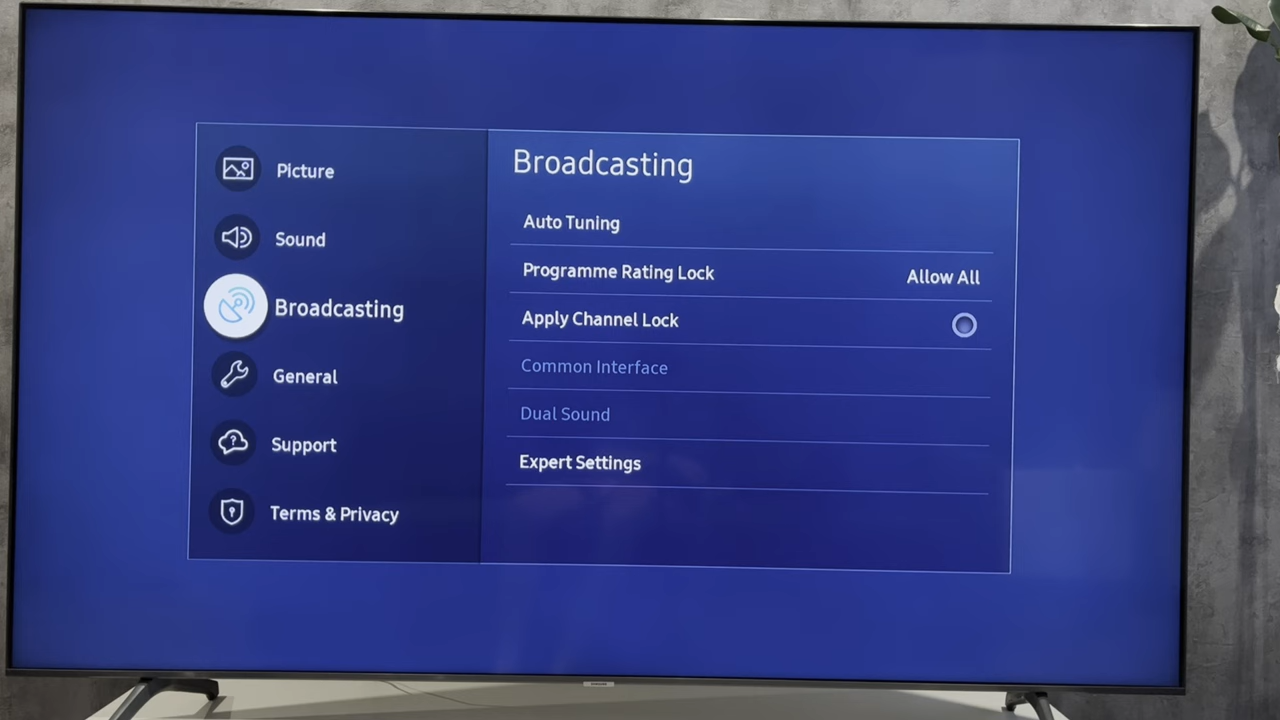 Picture
Sound
Broadcasting
General
Support
Terms & Privacy
Broadcasting
Auto Tuning
Programme Rating Lock Allow All
Apply Channel Lock
Common Interface
Dual Sound
Expert Settings
SAMSUNG